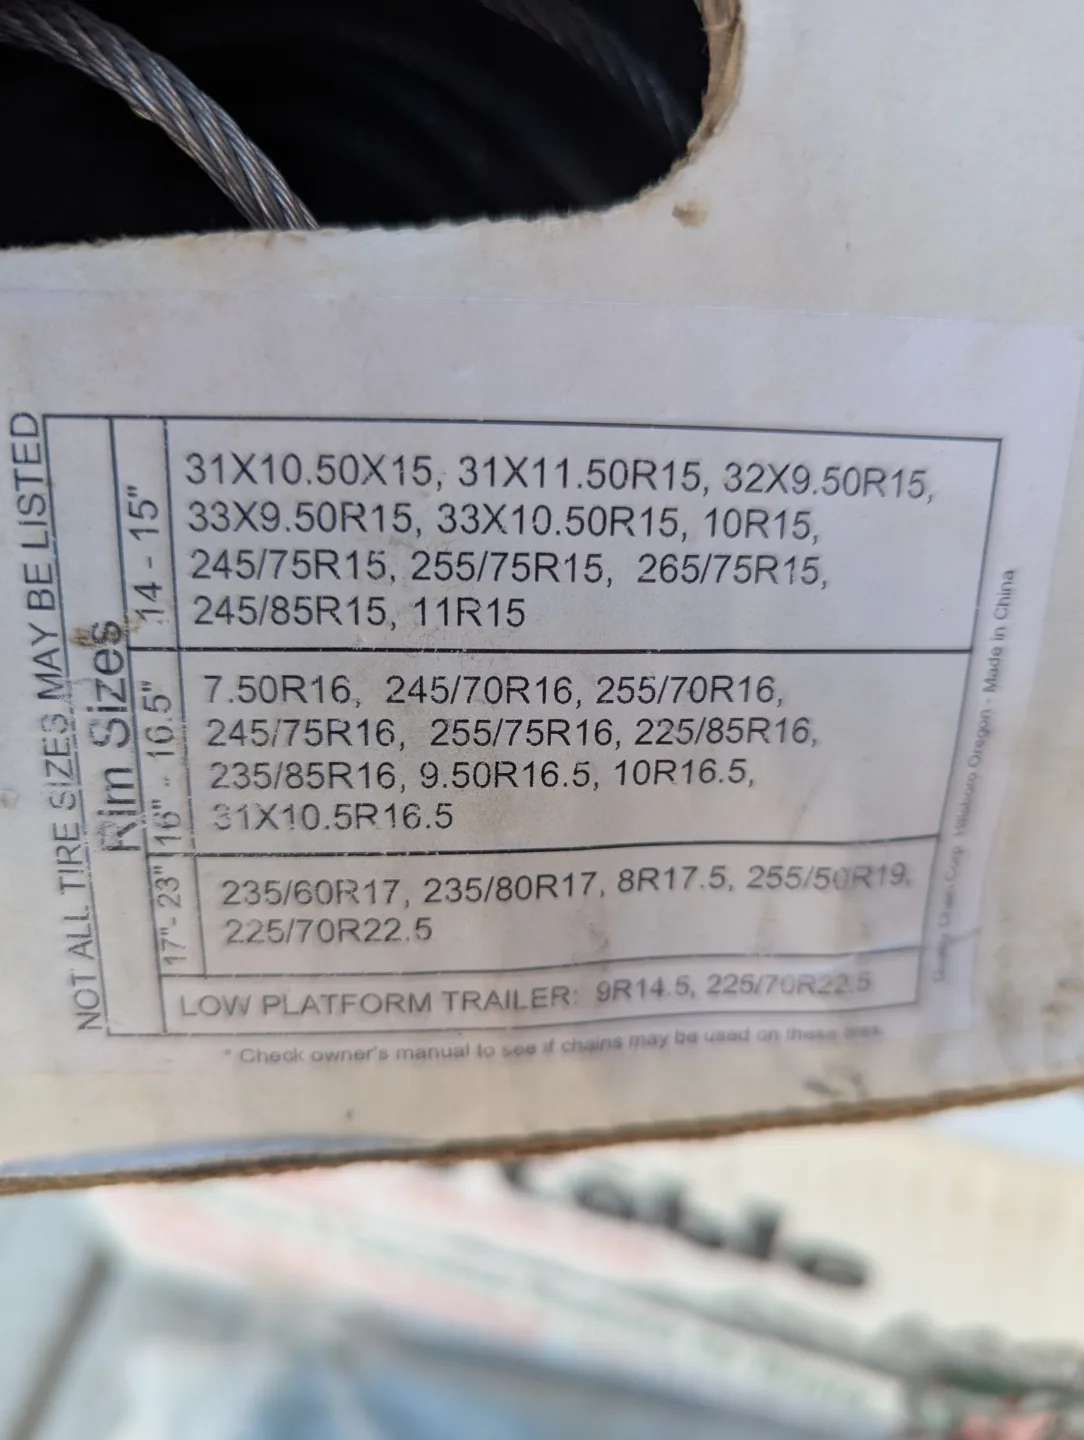 NOT ALL TIRE SIZES MAY BE LISTED
Rim Sizes
14 - 15"
31X10.50X15, 31X11.50R15, 32X9.50R15,
33X9.50R15, 33X10.50R15, 10R15,
245/75R15, 255/75R15, 265/75R15,
245/85R15, 11R15
16" - 16.5"
7.50R16, 245/70R16, 255/70R16,
245/75R16, 255/75R16, 225/85R16,
235/85R16, 9.50R16.5, 10R16.5,
31X10.5R16.5
17"- 23"
235/60R17, 235/80R17, 8R17.5, 255/50R19,
225/70R22.5
LOW PLATFORM TRAILER: 9R14.5, 225/70R22.5
* Check owner's manual to see if chains may be used on these
Chain Corp. Hillsboro Oregon - Made in China